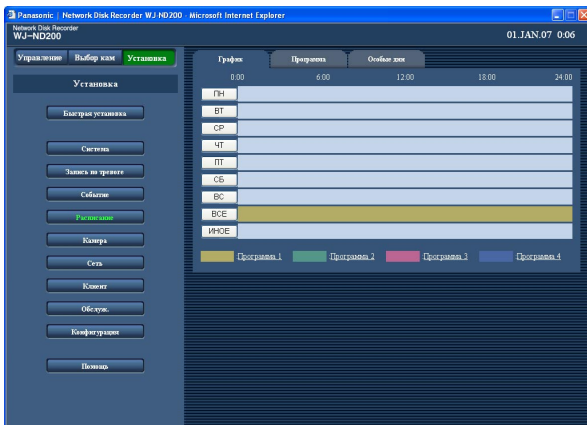 Panasonic | Network Disk Recorder WJ-ND200 - Microsoft Internet Explorer
Network Disk Recorder
WJ-ND200
01.JAN.07 0:06
Управление Выбор кам Установка
Установка
Быстрая установка
Система
Запись по тревоге
Событие
Расписание
Камера
Сеть
Клиент
Обслуж.
Конфигурация
Помощь
График Программа Особые дни
0:00 6:00 12:00 18:00 24:00
ПН
ВТ
СР
ЧТ
ПТ
СБ
ВС
ВСЕ
ИНОЕ
Программа 1 Программа 2 Программа 3 Программа 4